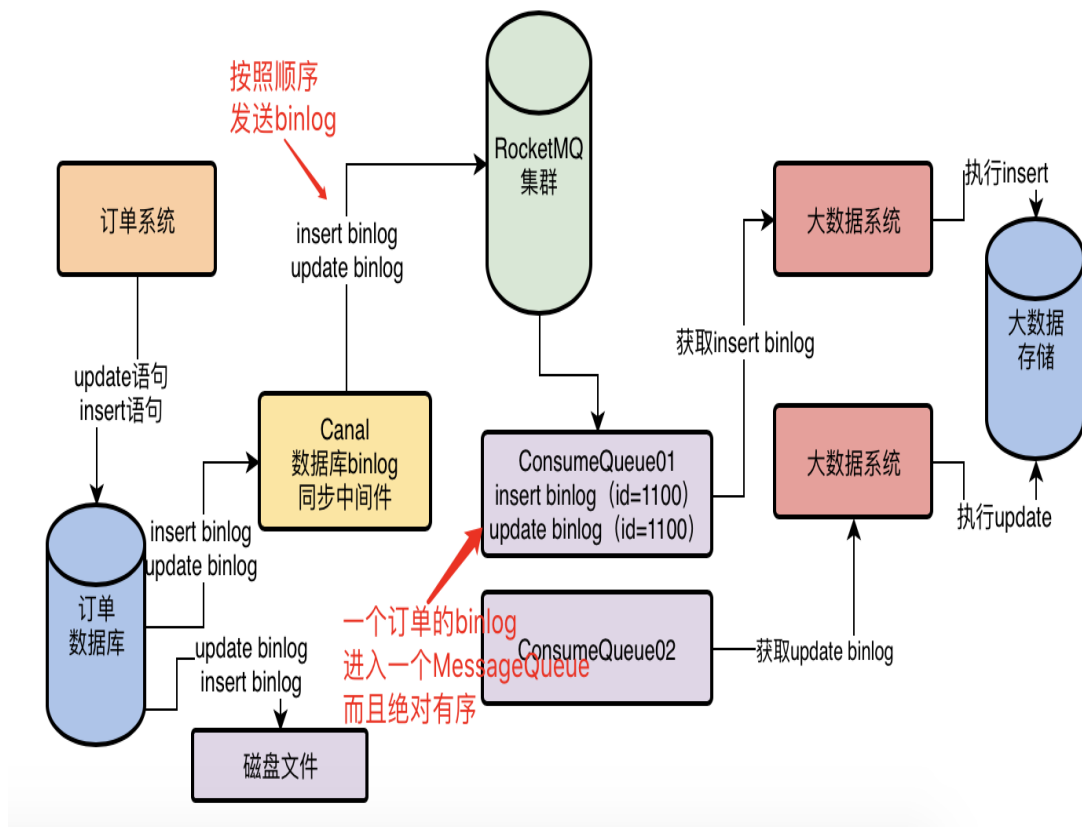 按照顺序
发送binlog
RocketMQ
集群
订单系统
insert binlog
update binlog
大数据系统
执行insert
大数据
存储
获取insert binlog
update语句
insert语句
Canal
数据库binlog
同步中间件
ConsumeQueue01
insert binlog（id=1100）
update binlog（id=1100）
大数据系统
执行update
insert binlog
update binlog
订单
数据库
update binlog
insert binlog
一个订单的binlog
进入一个MessageQueue
而且绝对有序
ConsumeQueue02
获取update binlog
磁盘文件